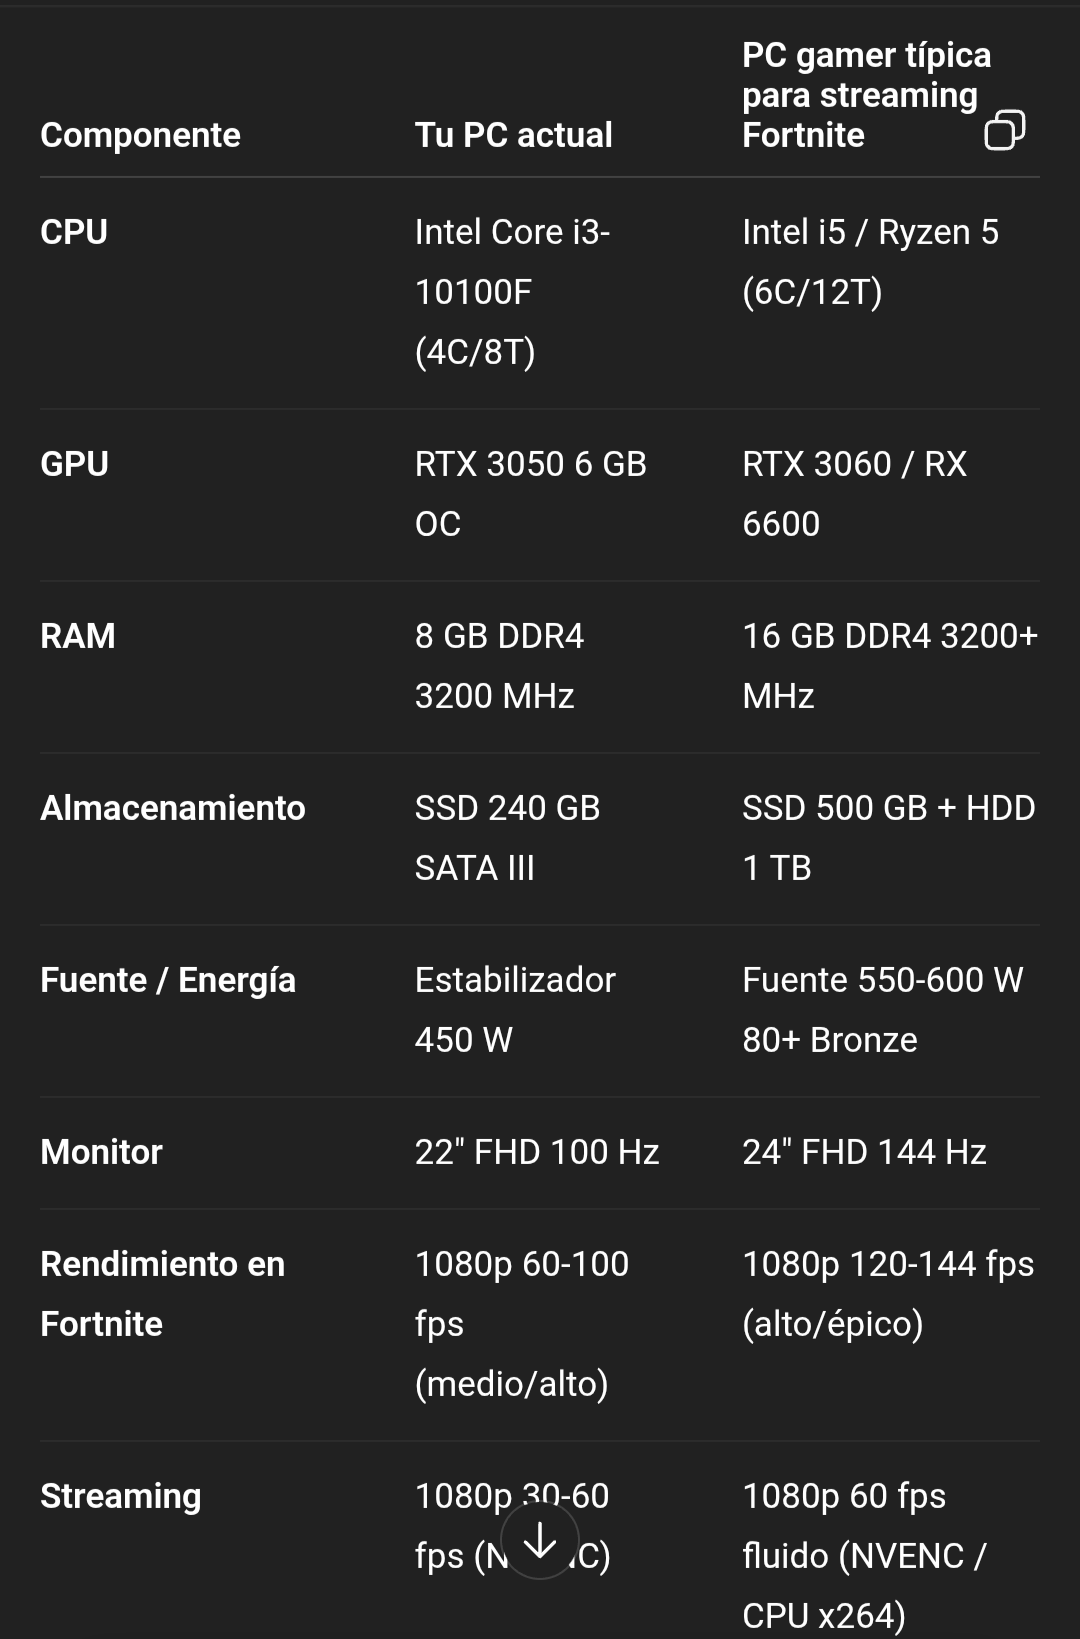 Componente
Tu PC actual
PC gamer típica
para streaming
Fortnite
CPU
Intel Core i3-
10100F
(4C/8T)
Intel i5 / Ryzen 5
(6C/12T)
GPU
RTX 3050 6 GB
OC
RTX 3060 / RX
6600
RAM
8 GB DDR4
3200 MHz
16 GB DDR4 3200+
MHz
Almacenamiento
SSD 240 GB
SATA III
SSD 500 GB + HDD
1 TB
Fuente / Energía
Estabilizador
450 W
Fuente 550-600 W
80+ Bronze
Monitor
22" FHD 100 Hz
24" FHD 144 Hz
Rendimiento en
Fortnite
1080p 60-100
fps
(medio/alto)
1080p 120-144 fps
(alto/épico)
Streaming
1080p 30-60
fps
1080p 60 fps
fluido (NVENC /
CPU x264)